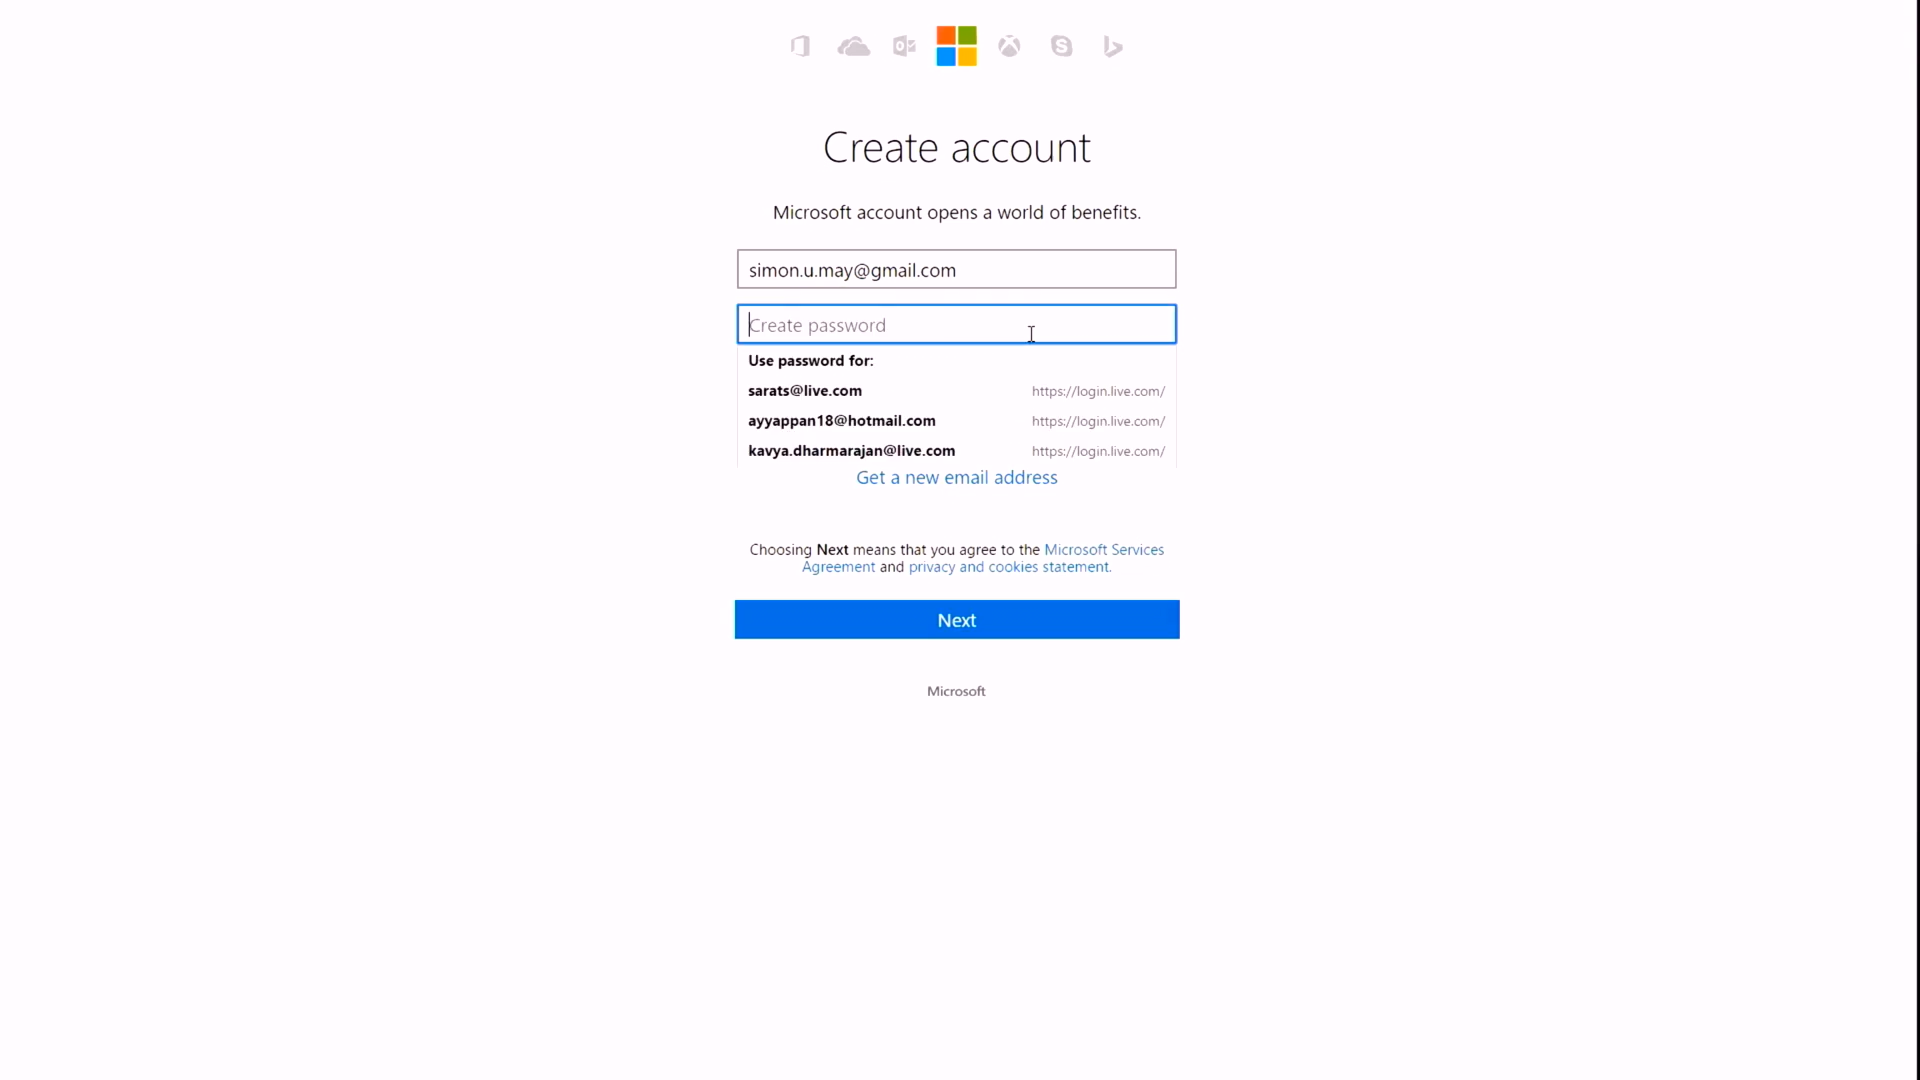 Create account
Microsoft account opens a world of benefits.
simon.u.may@gmail.com
Create password
Use password for:
sarats@live.com https://login.live.com/
ayyappan18@hotmail.com https://login.live.com/
kavya.dharmarajan@live.com https://login.live.com/
Get a new email address
Choosing Next means that you agree to the Microsoft Services
Agreement and privacy and cookies statement.
Next
Microsoft